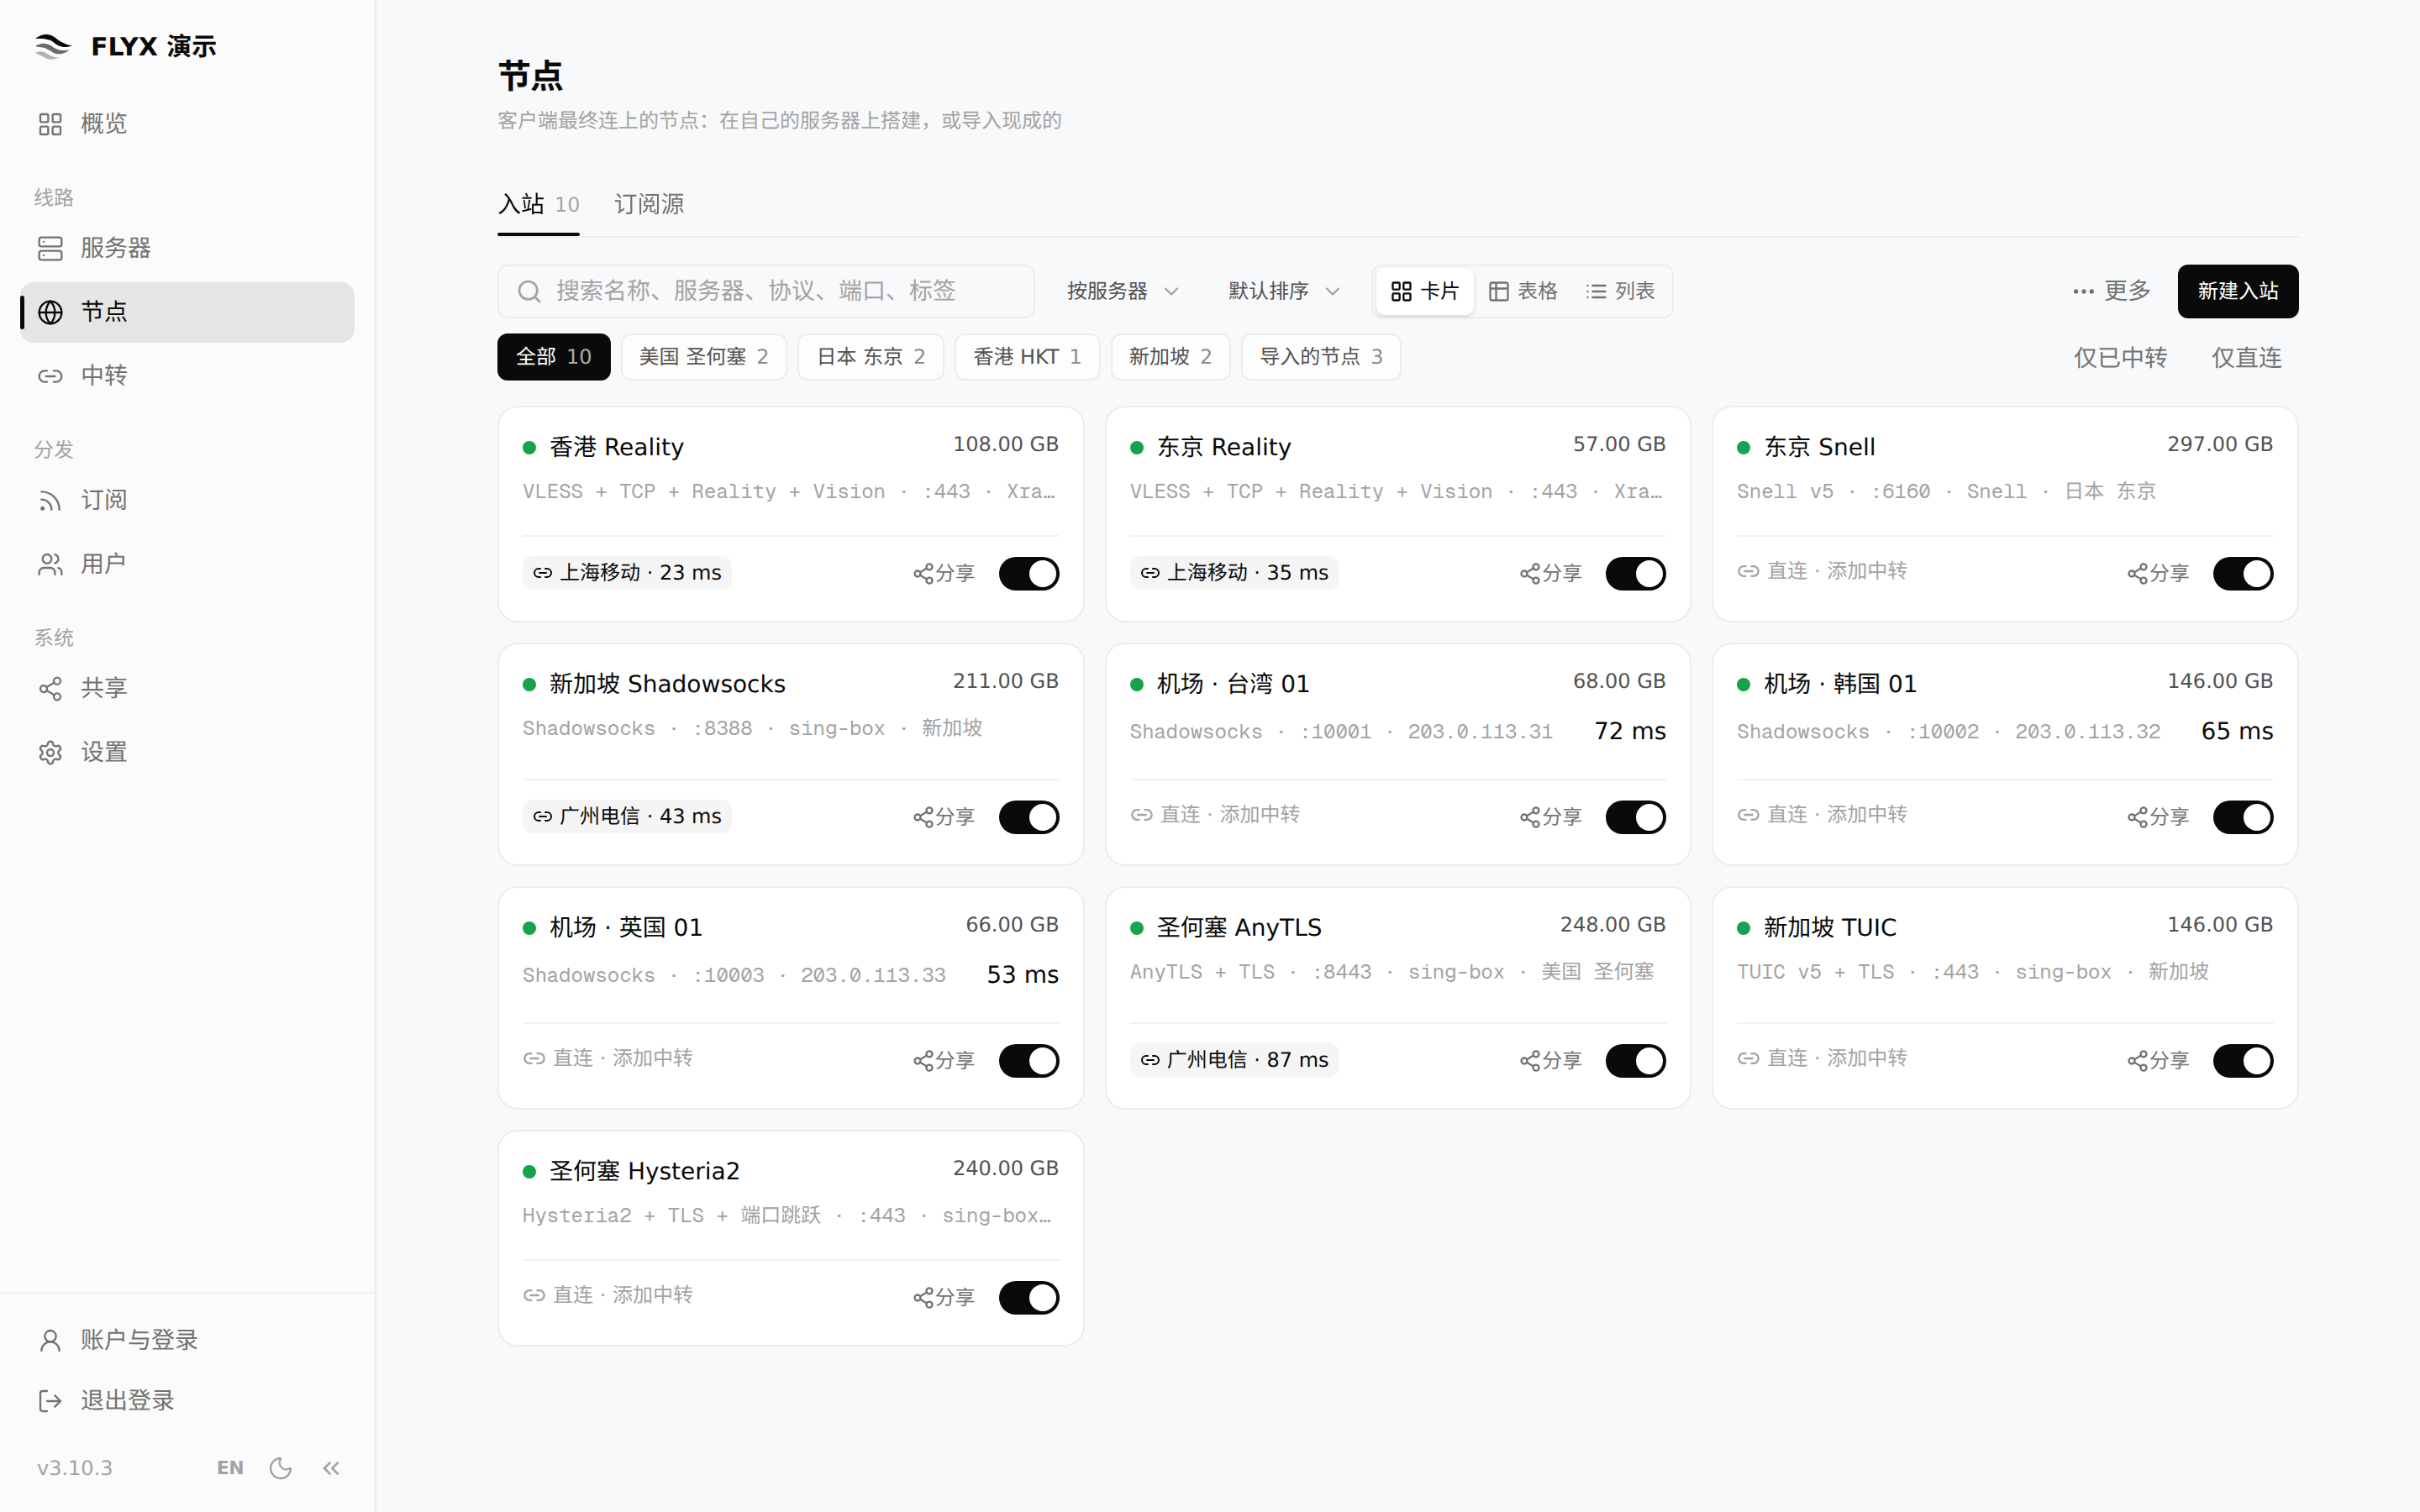 FLYX 演示
概览
线路
服务器
节点
中转
分发
订阅
用户
系统
共享
设置
账户与登录
退出登录
v3.10.3 EN
节点
客户端最终连上的节点：在自己的服务器上搭建，或导入现成的
入站 10 订阅源
搜索名称、服务器、协议、端口、标签 按服务器 默认排序 卡片 表格 列表 更多 新建入站
全部 10 美国 圣何塞 2 日本 东京 2 香港 HKT 1 新加坡 2 导入的节点 3 仅已中转 仅直连
香港 Reality 108.00 GB
VLESS + TCP + Reality + Vision · :443 · Xra…
上海移动 · 23 ms 分享
东京 Reality 57.00 GB
VLESS + TCP + Reality + Vision · :443 · Xra…
上海移动 · 35 ms 分享
东京 Snell 297.00 GB
Snell v5 · :6160 · Snell · 日本 东京
直连 · 添加中转 分享
新加坡 Shadowsocks 211.00 GB
Shadowsocks · :8388 · sing-box · 新加坡
广州电信 · 43 ms 分享
机场 · 台湾 01 68.00 GB
Shadowsocks · :10001 · 203.0.113.31 72 ms
直连 · 添加中转 分享
机场 · 韩国 01 146.00 GB
Shadowsocks · :10002 · 203.0.113.32 65 ms
直连 · 添加中转 分享
机场 · 英国 01 66.00 GB
Shadowsocks · :10003 · 203.0.113.33 53 ms
直连 · 添加中转 分享
圣何塞 AnyTLS 248.00 GB
AnyTLS + TLS · :8443 · sing-box · 美国 圣何塞
广州电信 · 87 ms 分享
新加坡 TUIC 146.00 GB
TUIC v5 + TLS · :443 · sing-box · 新加坡
直连 · 添加中转 分享
圣何塞 Hysteria2 240.00 GB
Hysteria2 + TLS + 端口跳跃 · :443 · sing-box…
直连 · 添加中转 分享